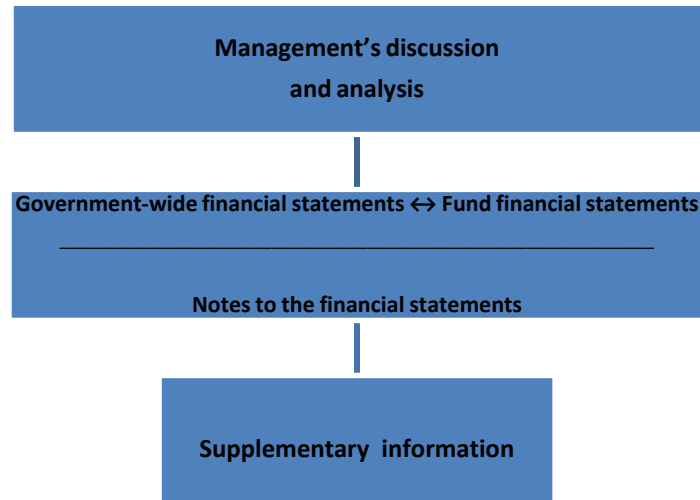 Management’s discussion
and analysis
Government-wide financial statements ↔ Fund financial statements
Notes to the financial statements
Supplementary information